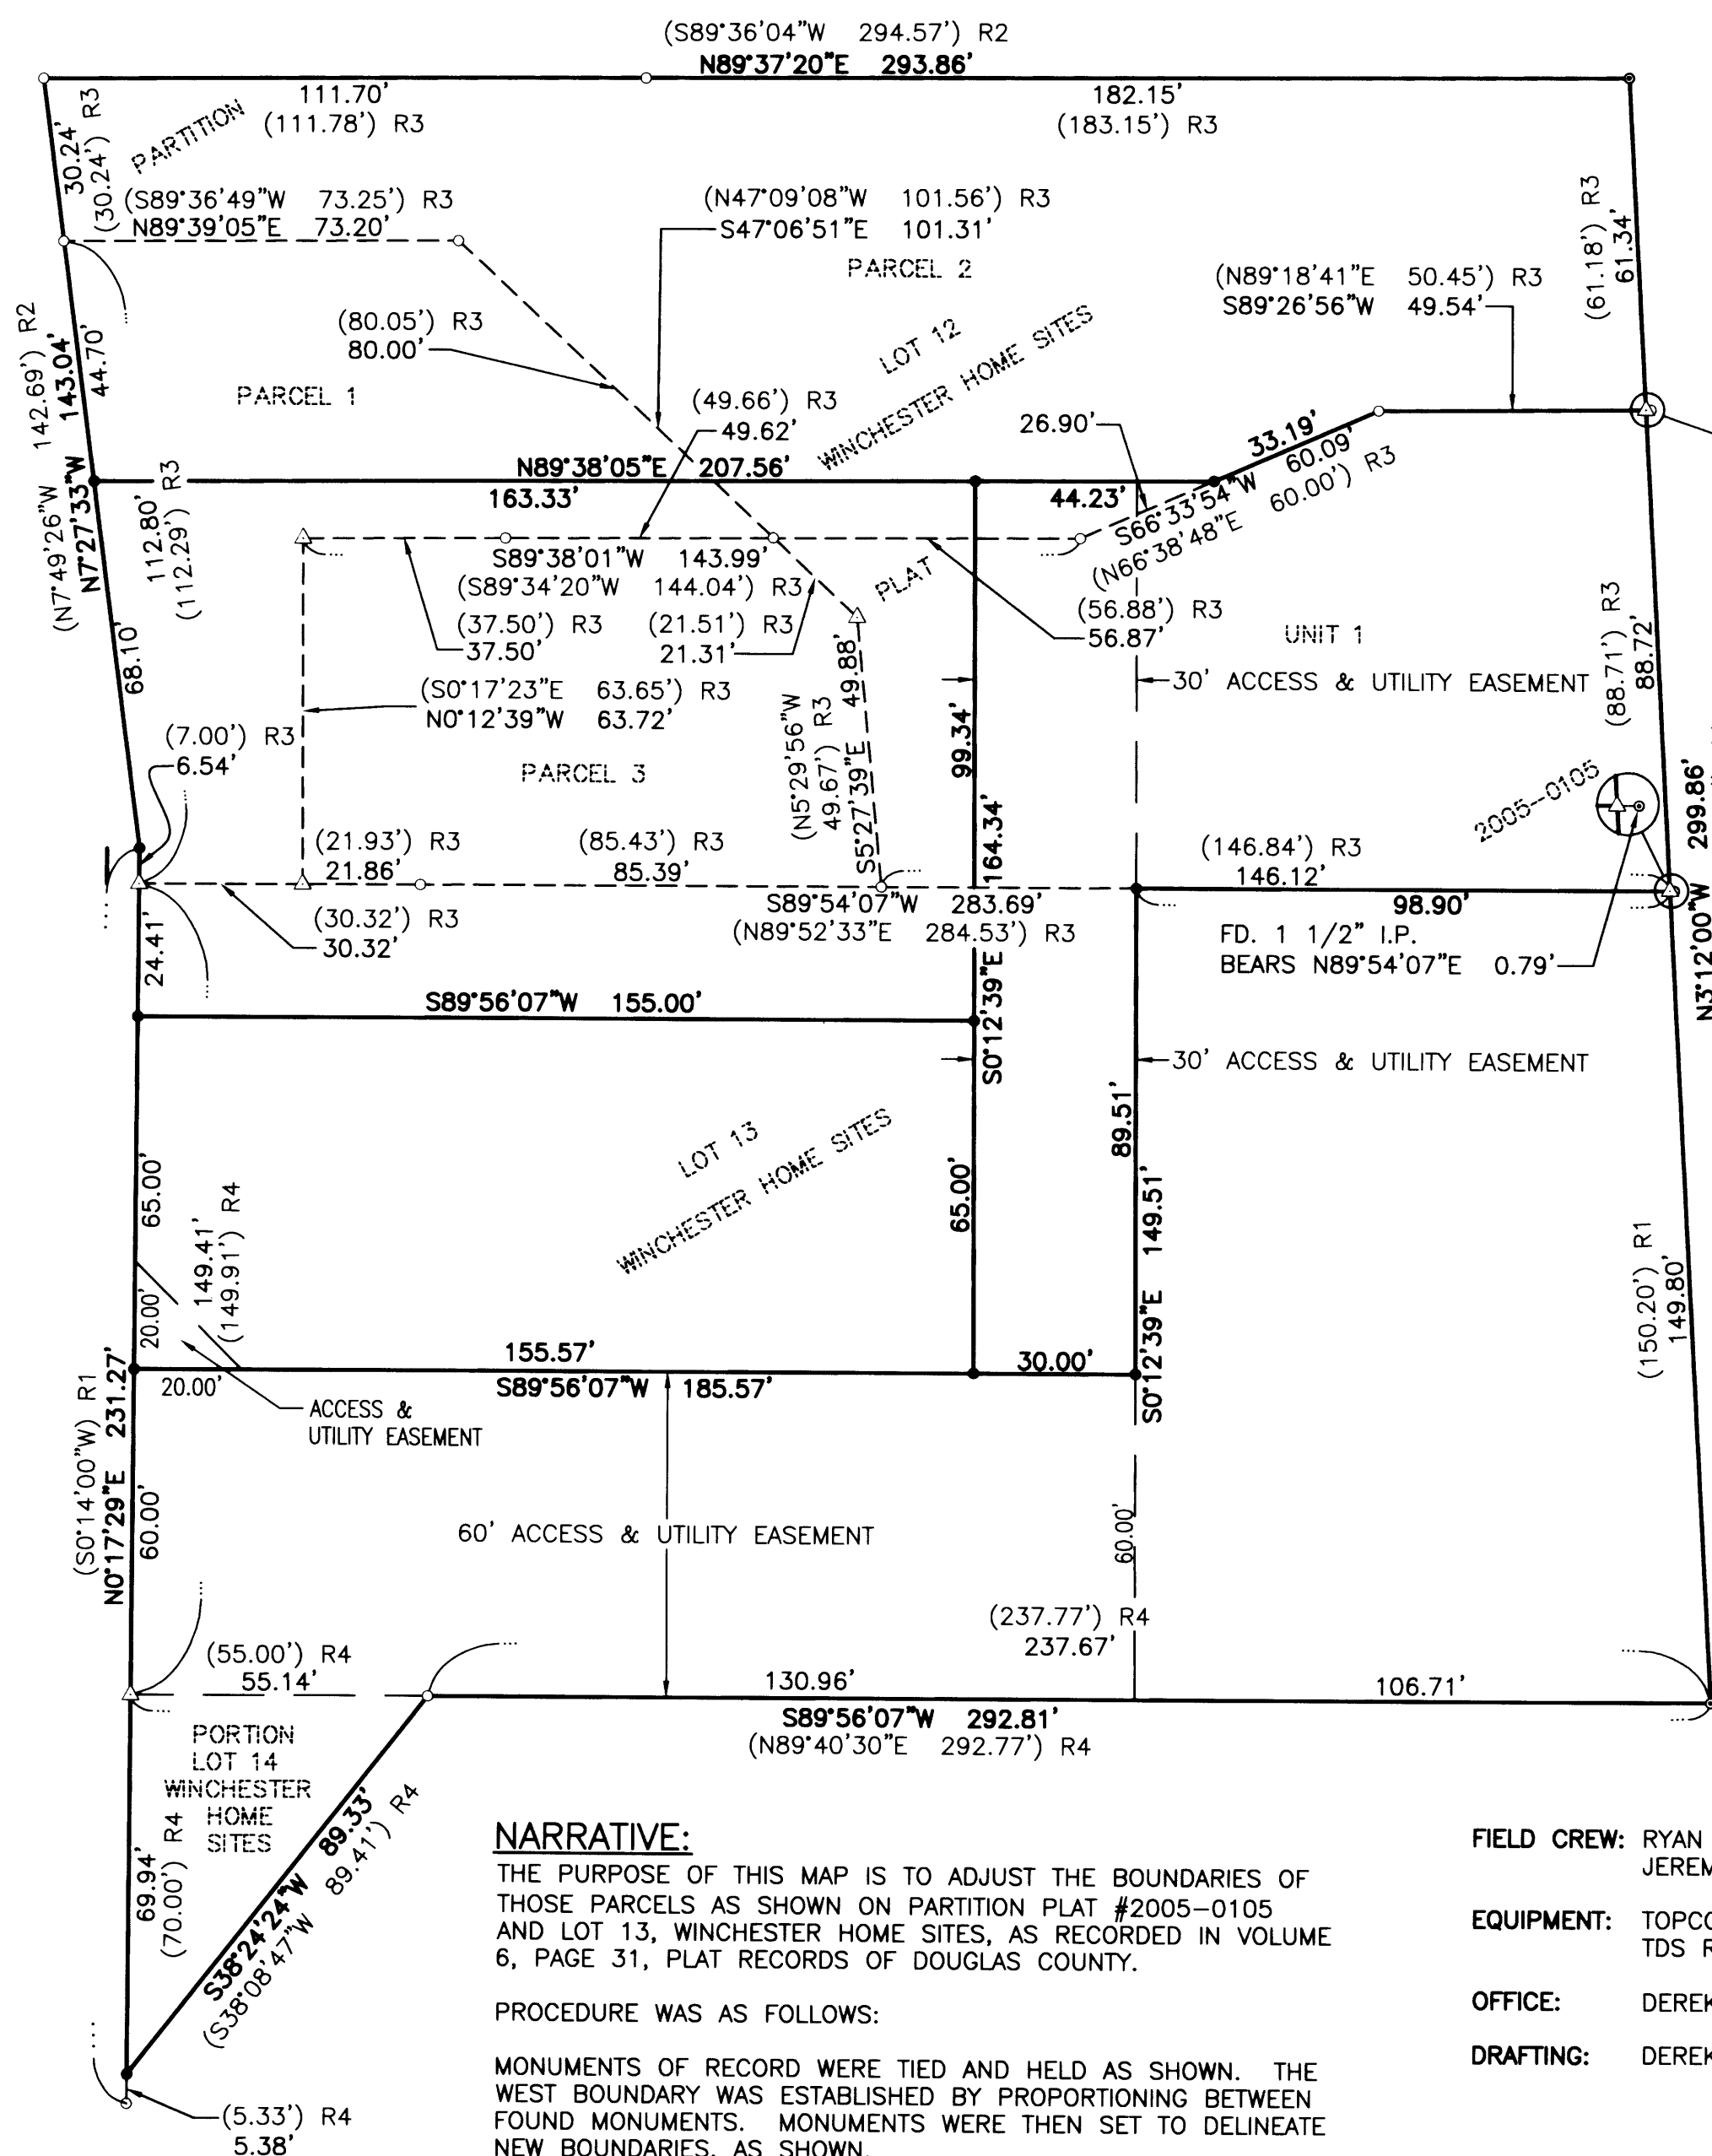 (S89°36'04"W 294.57') R2
N89°37'20"E 293.86'
111.70'
(111.78') R3
182.15'
(183.15') R3
30.24'
(30.24') R3
PARTITION
(S89°36'49"W 73.25') R3
N89°39'05"E 73.20'
(N47°09'08"W 101.56') R3
S47°06'51"E 101.31'
PARCEL 2
(61.18') R3
61.34'
(N89°18'41"E 50.45') R3
S89°26'56"W 49.54'
(80.05') R3
80.00'
LOT 12
WINCHESTER HOME SITES
(N7°49'26"W 142.69') R2
N7°27'33"W 143.04'
44.70'
PARCEL 1
(49.66') R3
49.62'
26.90'
33.19'
60.09'
S66°33'54"W
(N66°38'48"E 60.00') R3
N89°38'05"E 207.56'
163.33'
44.23'
112.80'
(112.29') R3
S89°38'01"W 143.99'
(S89°34'20"W 144.04') R3
PLAT
(37.50') R3
37.50'
(21.51') R3
21.31'
(56.88') R3
56.87'
UNIT 1
68.10'
30' ACCESS & UTILITY EASEMENT
(88.71') R3
88.72'
(S0°17'23"E 63.65') R3
N0°12'39"W 63.72'
(N5°29'56"W
49.67') R3
S5°27'39"E 49.88'
99.34'
(7.00') R3
6.54'
PARCEL 3
2005-0105
299.86'
N3°12'00"W
164.34'
S0°12'39"E
(21.93') R3
21.86'
(85.43') R3
85.39'
(146.84') R3
146.12'
S89°54'07"W 283.69'
(N89°52'33"E 284.53') R3
98.90'
(30.32') R3
30.32'
FD. 1 1/2" I.P.
BEARS N89°54'07"E 0.79'
24.41'
S89°56'07"W 155.00'
30' ACCESS & UTILITY EASEMENT
LOT 13
WINCHESTER HOME SITES
65.00'
65.00'
89.51'
S0°12'39"E 149.51'
149.41'
(149.91') R4
20.00'
(150.20') R1
149.80'
155.57'
30.00'
20.00'
S89°56'07"W 185.57'
ACCESS &
UTILITY EASEMENT
(S0°14'00"W) R1
N0°17'29"E 231.27'
60.00'
60' ACCESS & UTILITY EASEMENT
60.00'
(237.77') R4
237.67'
(55.00') R4
55.14'
130.96'
106.71'
S89°56'07"W 292.81'
(N89°40'30"E 292.77') R4
PORTION
LOT 14
WINCHESTER
HOME
SITES
69.94'
(70.00') R4
S38°24'24"W 89.33'
(S38°08'47"W 89.41') R4
(5.33') R4
5.38'
NARRATIVE:
THE PURPOSE OF THIS MAP IS TO ADJUST THE BOUNDARIES OF
THOSE PARCELS AS SHOWN ON PARTITION PLAT #2005-0105
AND LOT 13, WINCHESTER HOME SITES, AS RECORDED IN VOLUME
6, PAGE 31, PLAT RECORDS OF DOUGLAS COUNTY.
PROCEDURE WAS AS FOLLOWS:
MONUMENTS OF RECORD WERE TIED AND HELD AS SHOWN. THE
WEST BOUNDARY WAS ESTABLISHED BY PROPORTIONING BETWEEN
FOUND MONUMENTS. MONUMENTS WERE THEN SET TO DELINEATE
NEW BOUNDARIES, AS SHOWN.
FIELD CREW: RYAN
JEREM
EQUIPMENT: TOPCO
TDS R
OFFICE: DEREK
DRAFTING: DEREK